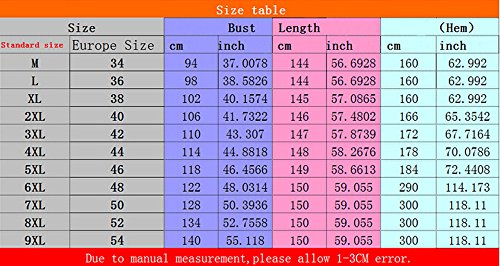 Size table
Size Bust Length (Hem)
Standard size Europe Size cm inch cm inch cm inch
M 34 94 37.0078 144 56.6928 160 62.992
L 36 98 38.5826 144 56.6928 160 62.992
XL 38 102 40.1574 145 57.0865 160 62.992
2XL 40 106 41.7322 146 57.4802 166 65.3542
3XL 42 110 43.307 147 57.8739 172 67.7164
4XL 44 114 44.8818 148 58.2676 178 70.0786
5XL 46 118 46.4566 149 58.6613 184 72.4408
6XL 48 122 48.0314 150 59.055 290 114.173
7XL 50 128 50.3936 150 59.055 300 118.11
8XL 52 134 52.7558 150 59.055 300 118.11
9XL 54 140 55.118 150 59.055 300 118.11
Due to manual measurement,please allow 1-3CM error.